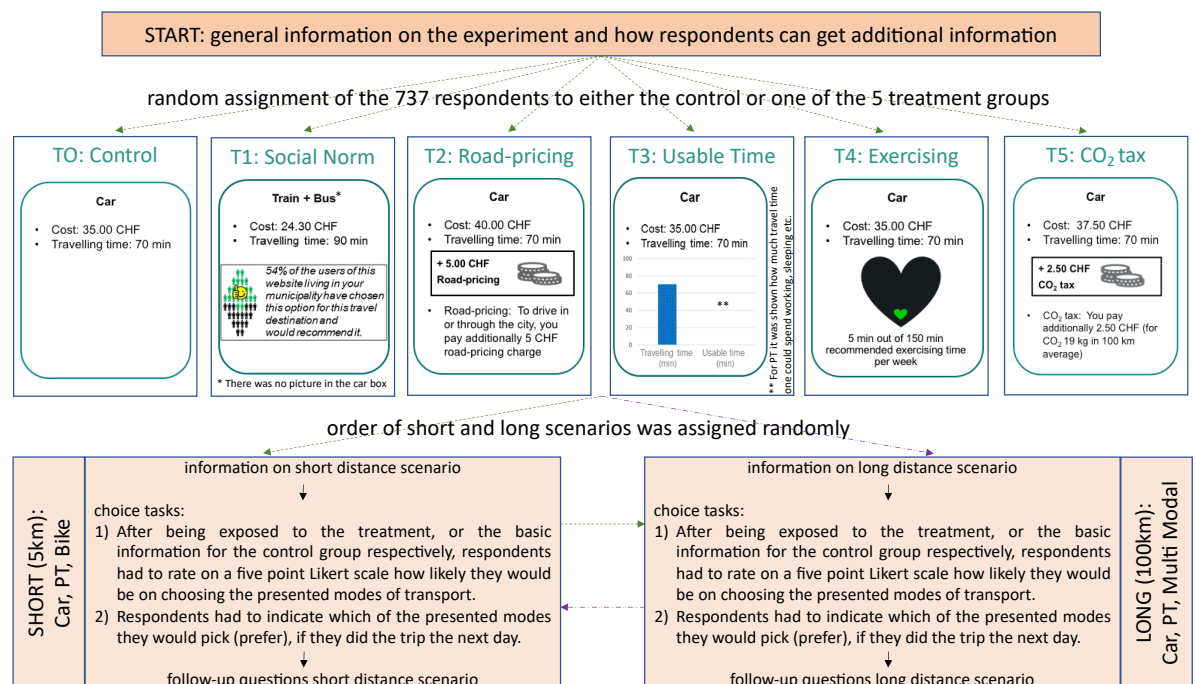 START: general information on the experiment and how respondents can get additional information
random assignment of the 737 respondents to either the control or one of the 5 treatment groups
TO: Control
Car
• Cost: 35.00 CHF
• Travelling time: 70 min
T1: Social Norm
Train + Bus*
• Cost: 24.30 CHF
• Travelling time: 90 min
54% of the users of this
website living in your
municipality have chosen
this option for this travel
destination and
would recommend it.
* There was no picture in the car box
T2: Road-pricing
Car
• Cost: 40.00 CHF
• Travelling time: 70 min
+ 5.00 CHF
Road-pricing
• Road-pricing: To drive in
or through the city, you
pay additionally 5 CHF
road-pricing charge
T3: Usable Time
Car
• Cost: 35.00 CHF
• Travelling time: 70 min
100
80
60
40
20
0
**
Travelling time
(min)
Usable time
(min)
** For PT it was shown how much travel time
one could spend working, sleeping etc.
T4: Exercising
Car
• Cost: 35.00 CHF
• Travelling time: 70 min
5 min out of 150 min
recommended exercising time
per week
T5: CO2 tax
Car
• Cost: 37.50 CHF
• Travelling time: 70 min
+ 2.50 CHF
CO2 tax
• CO2 tax: You pay
additionally 2.50 CHF (for
CO2 19 kg in 100 km
average)
order of short and long scenarios was assigned randomly
SHORT (5km):
Car, PT, Bike
information on short distance scenario
choice tasks:
1) After being exposed to the treatment, or the basic
information for the control group respectively, respondents
had to rate on a five point Likert scale how likely they would
be on choosing the presented modes of transport.
2) Respondents had to indicate which of the presented modes
they would pick (prefer), if they did the trip the next day.
follow-up questions short distance scenario
information on long distance scenario
choice tasks:
1) After being exposed to the treatment, or the basic
information for the control group respectively, respondents
had to rate on a five point Likert scale how likely they would
be on choosing the presented modes of transport.
2) Respondents had to indicate which of the presented modes
they would pick (prefer), if they did the trip the next day.
follow-up questions long distance scenario
LONG (100km):
Car, PT, Multi Modal